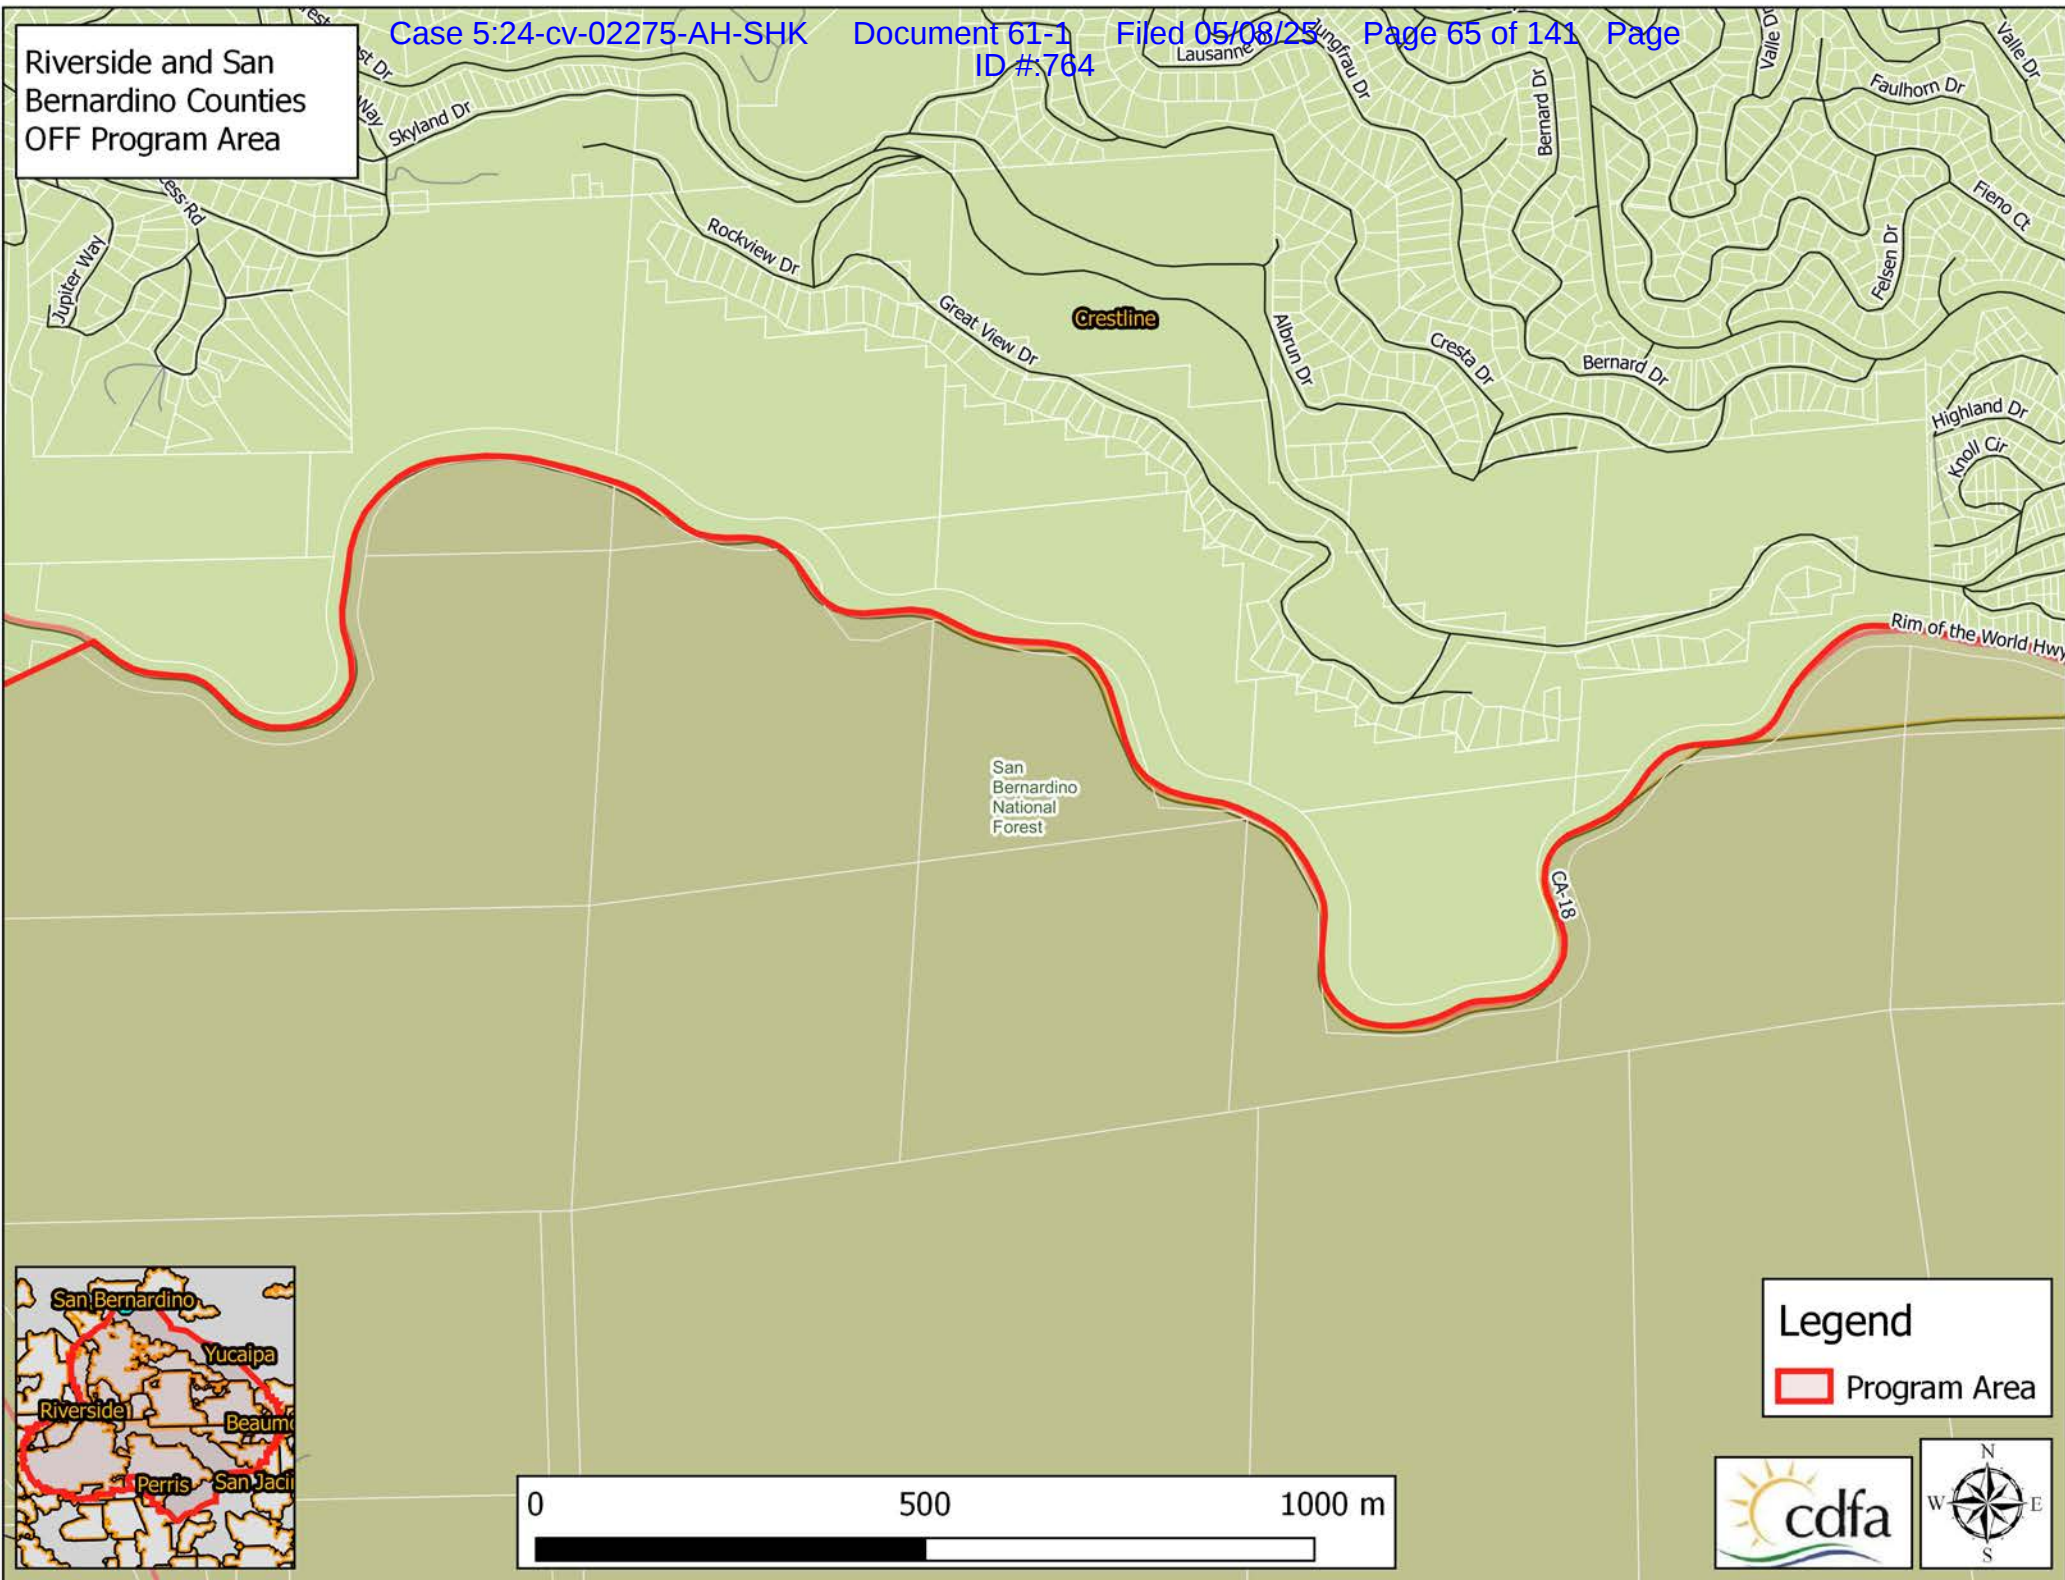 Case 5:24-cv-02275-AH-SHK Document 61-1 Filed 05/08/25 Page 65 of 141 Page
ID #:764
Riverside and San
Bernardino Counties
OFF Program Area
Skyland Dr
Way
Lausanne
Jungfrau Dr
Bernard Dr
Valle Dr
Valle Dr
Faulhorn Dr
Fieno Ct
Felsen Dr
Jupiter Way
Rockview Dr
Great View Dr
Crestline
Albrun Dr
Cresta Dr
Bernard Dr
Highland Dr
Knoll Cir
Rim of the World Hwy
San
Bernardino
National
Forest
CA-18
San Bernardino
Yucaipa
Riverside
Beaumo
Perris
San Jacin
0 500 1000 m
Legend
Program Area
cdfa
N
W E
S